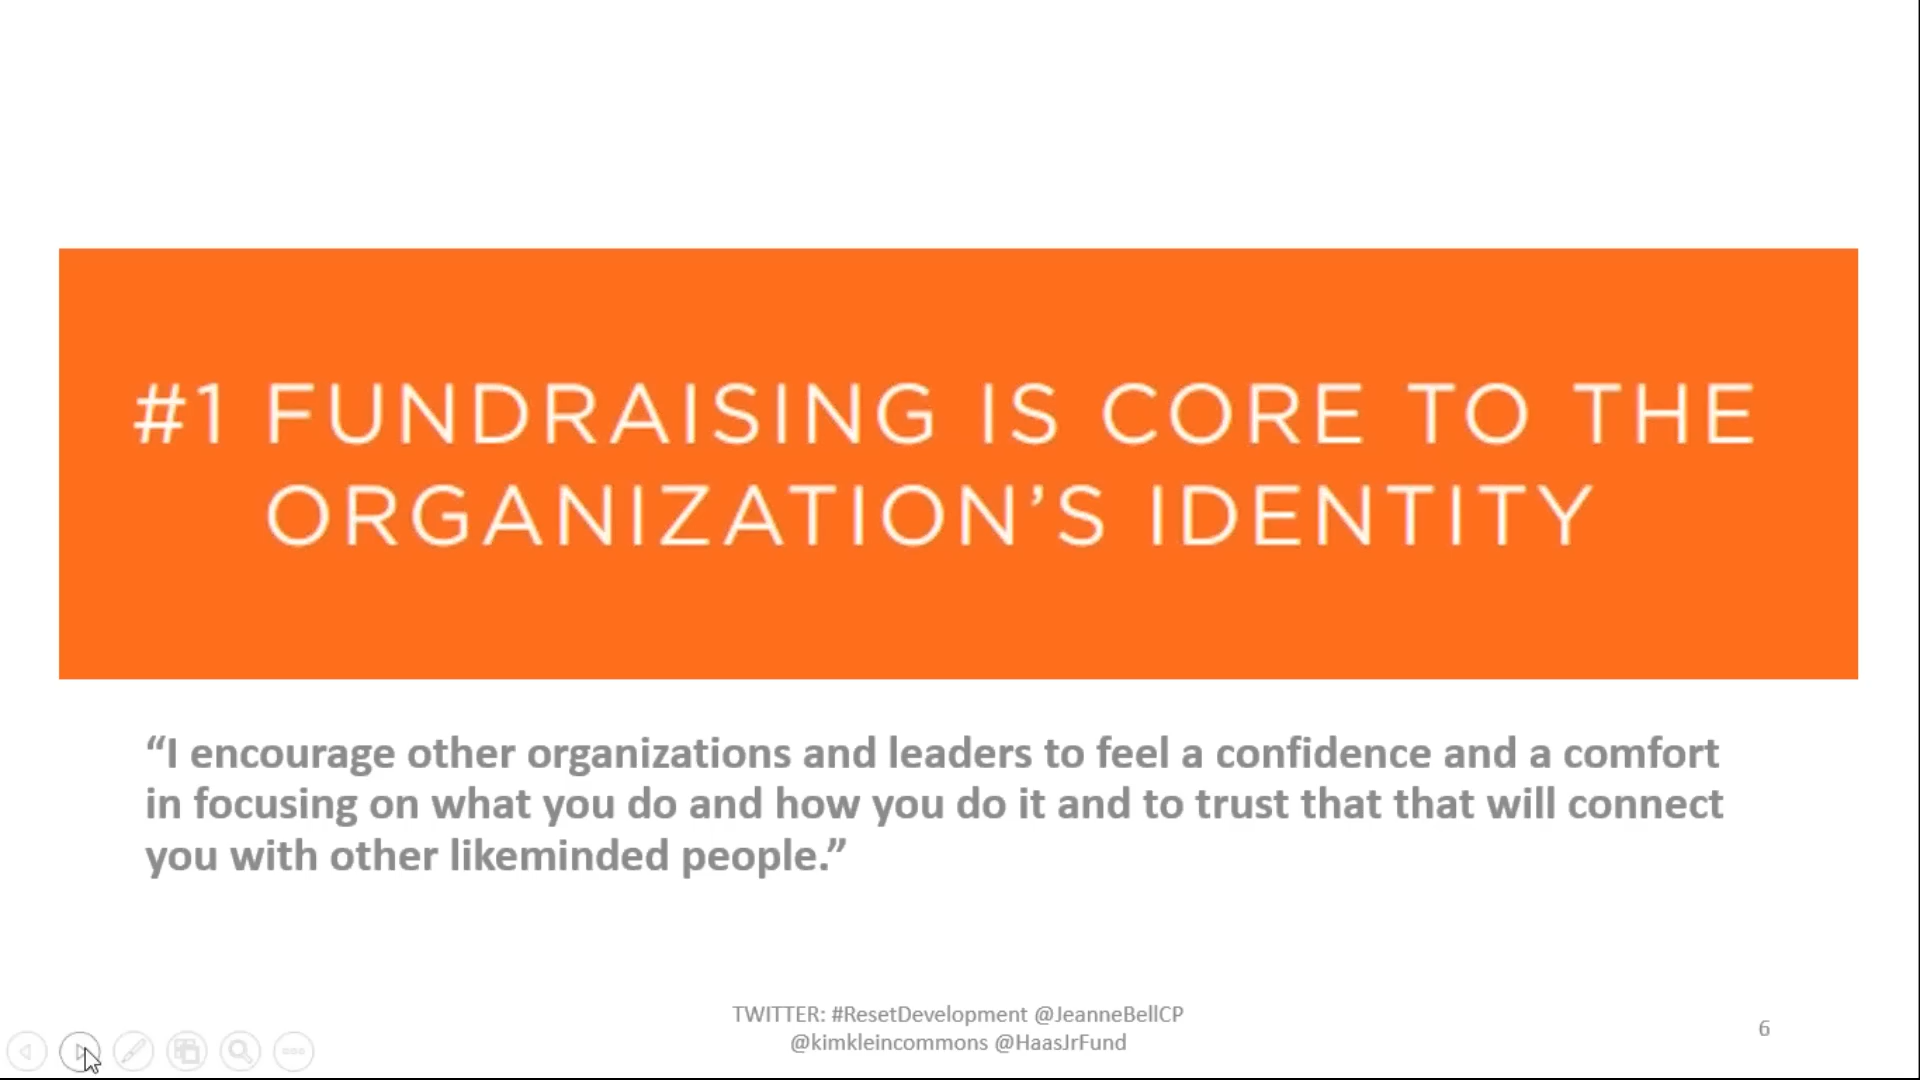 #1 FUNDRAISING IS CORE TO THE
ORGANIZATION’S IDENTITY
“I encourage other organizations and leaders to feel a confidence and a comfort
in focusing on what you do and how you do it and to trust that that will connect
you with other likeminded people.”
TWITTER: #ResetDevelopment @JeanneBellCP
@kimkleincommons @HaasJrFund
6